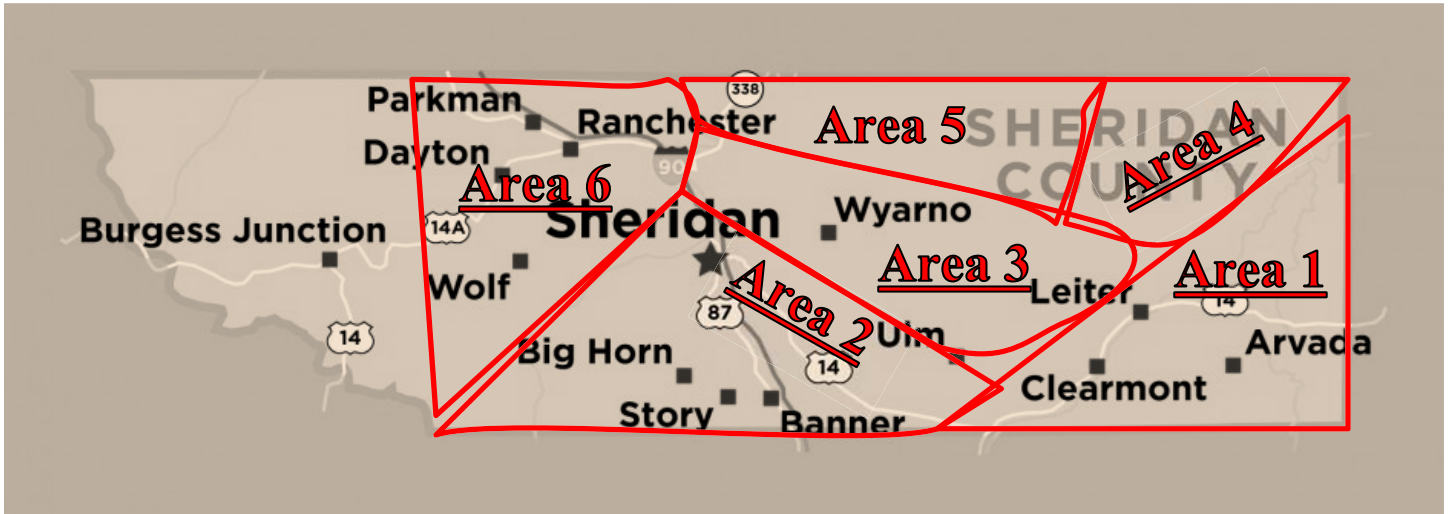 338
Parkman
Ranchester
Area 5
SHERIDAN
COUNTY
Area 4
Dayton
90
Area 6
Sheridan
Wyarno
14A
Burgess Junction
Wolf
Area 3
Area 1
Leiter
14
87
Area 2
Ulm
14
Arvada
Big Horn
14
Clearmont
Story
Banner